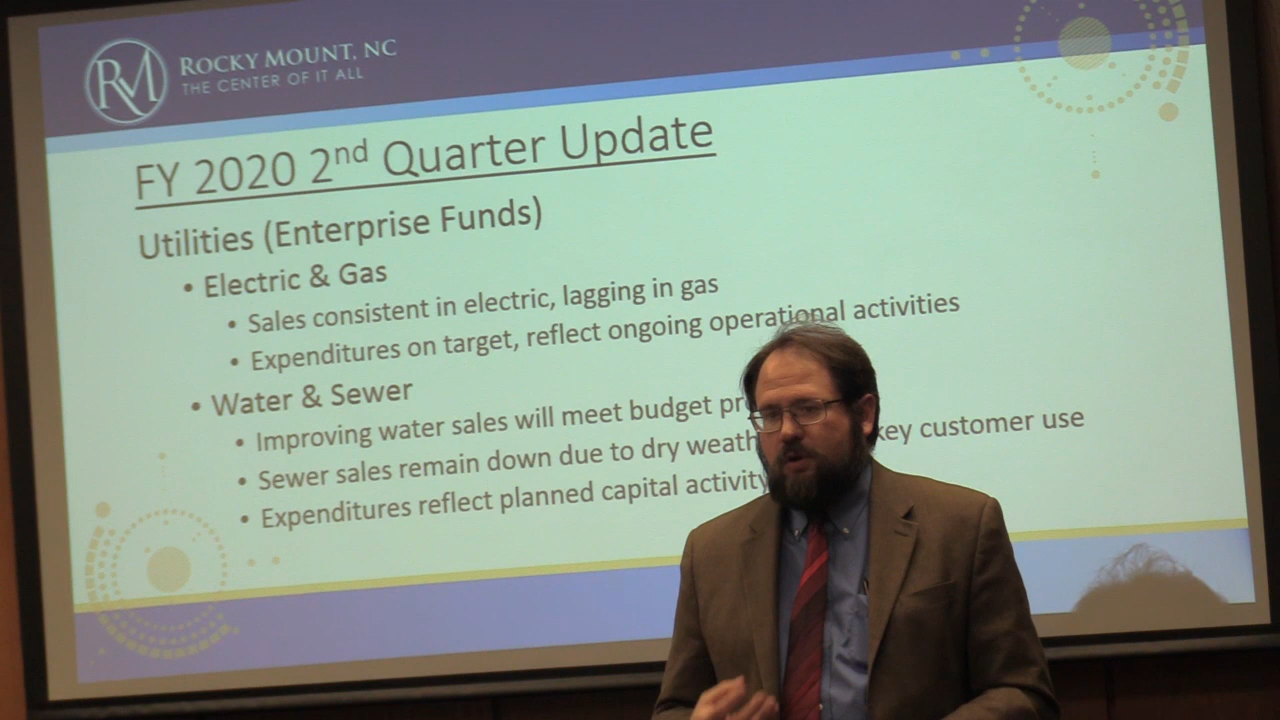 RM
ROCKY MOUNT, NC
THE CENTER OF IT ALL
FY 2020 2nd Quarter Update
Utilities (Enterprise Funds)
• Electric & Gas
• Sales consistent in electric, lagging in gas
• Expenditures on target, reflect ongoing operational activities
• Water & Sewer
• Improving water sales will meet budget
• Sewer sales remain down due to dry key customer use
• Expenditures reflect planned capital activity